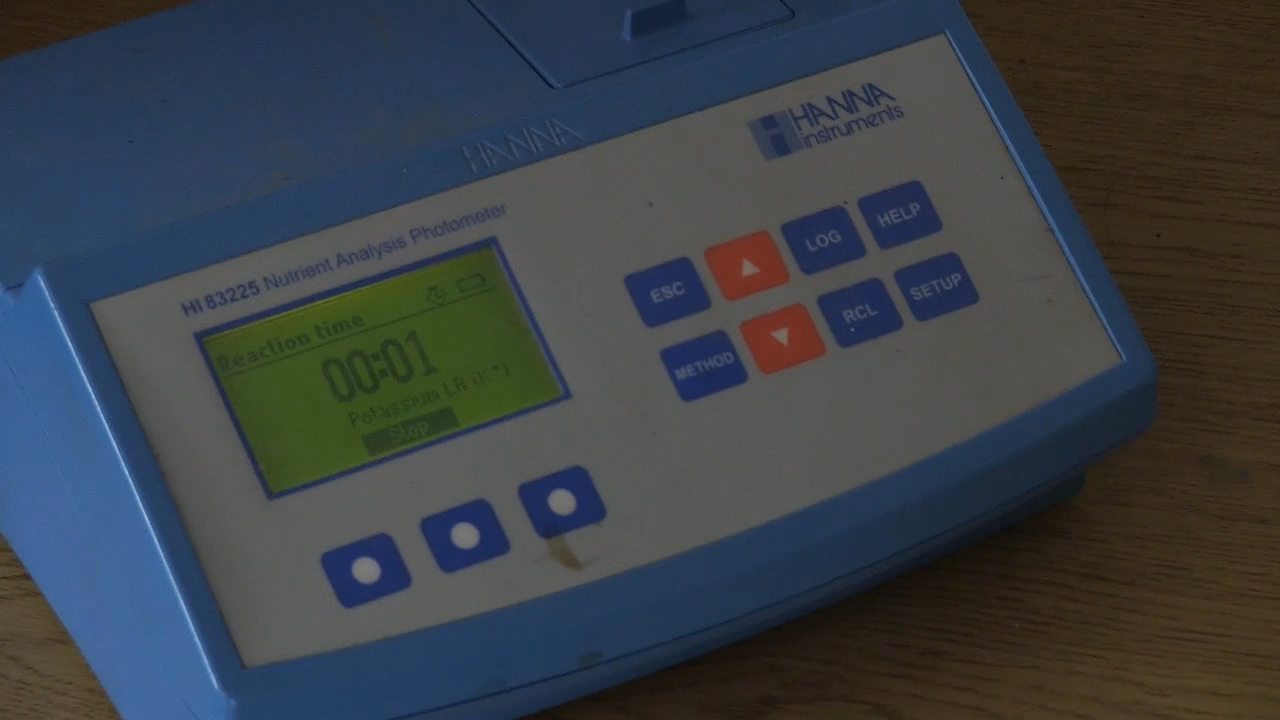 HANNA
HANNA
instruments
HI 83225 Nutrient Analysis Photometer
Reaction time
00:01
Potassium LR (K⁺)
Stop
ESC
LOG
HELP
METHOD
RCL
SETUP